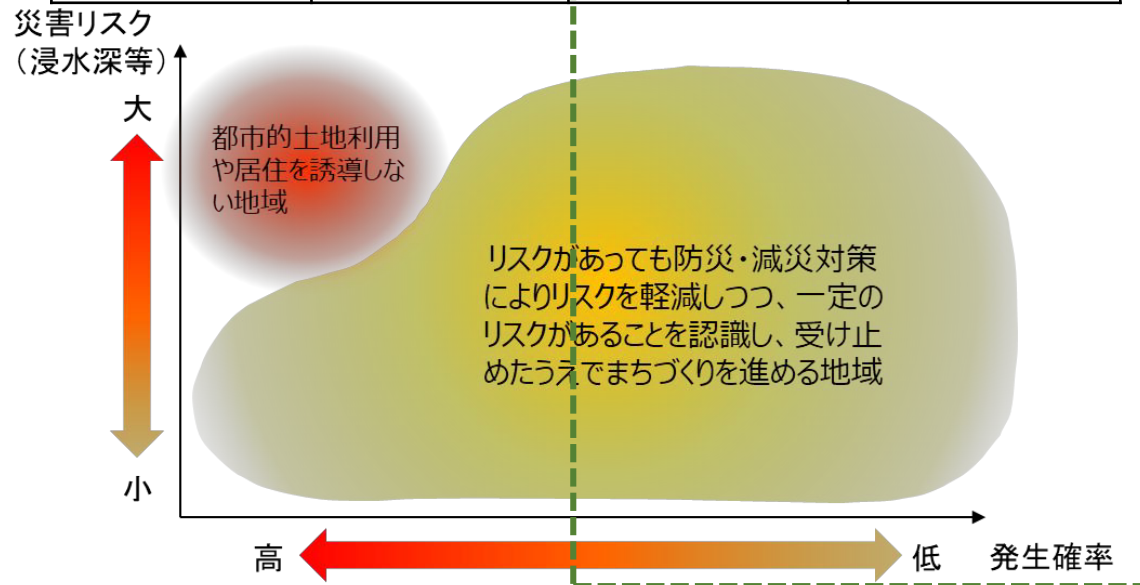 災害リスク
（浸水深等）
大
都市的土地利用
や居住を誘導しな
い地域
リスクがあっても防災・減災対策
によりリスクを軽減しつつ、一定の
リスクがあることを認識し、受け止
めたうえでまちづくりを進める地域
小
高
低
発生確率